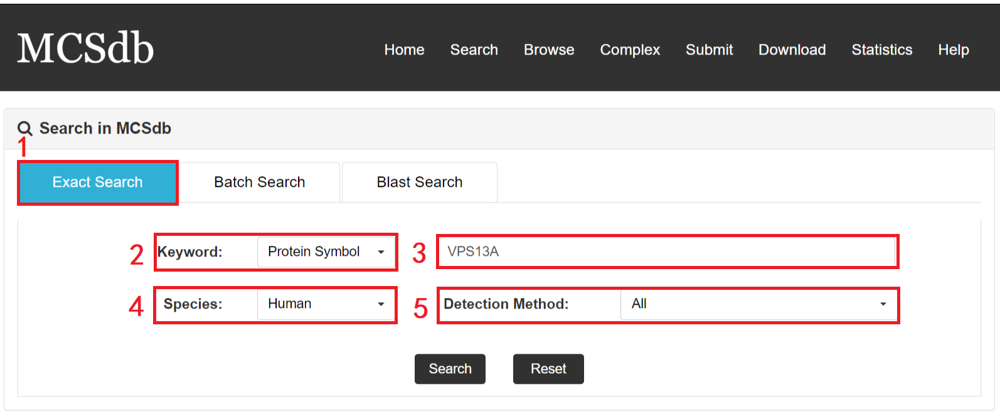 MCSdb
Home Search Browse Complex Submit Download Statistics Help
Search in MCSdb
1
Exact Search Batch Search Blast Search
2 Keyword: Protein Symbol 3 VPS13A
4 Species: Human 5 Detection Method: All
Search Reset